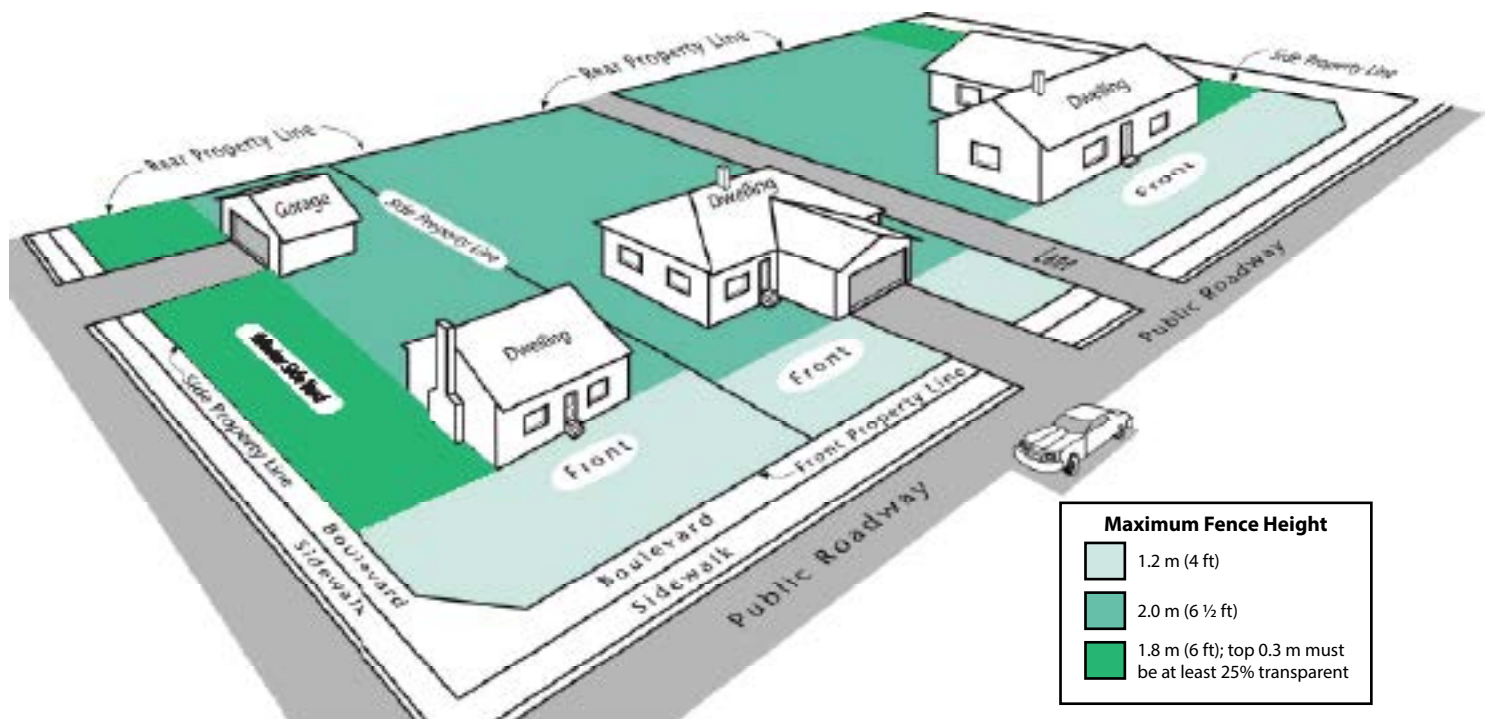 Rear Property Line
Side Property Line
Dwelling
Rear Property Line
Front
Garage
Side Property Line
Dwelling
Lane
Public Roadway
Dwelling
Front
Side Property Line
Front
Front Property Line
Boulevard
Sidewalk
Boulevard
Sidewalk
Public Roadway
Maximum Fence Height
1.2 m (4 ft)
2.0 m (6 ½ ft)
1.8 m (6 ft); top 0.3 m must
be at least 25% transparent